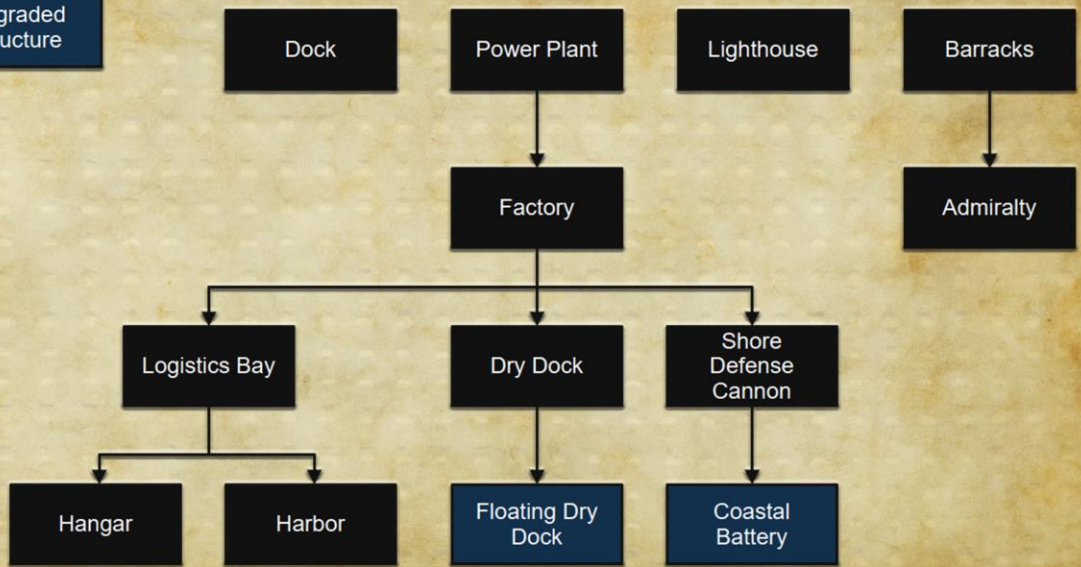 graded
ucture
Dock
Power Plant
Lighthouse
Barracks
Factory
Admiralty
Logistics Bay
Dry Dock
Shore
Defense
Cannon
Hangar
Harbor
Floating Dry
Dock
Coastal
Battery